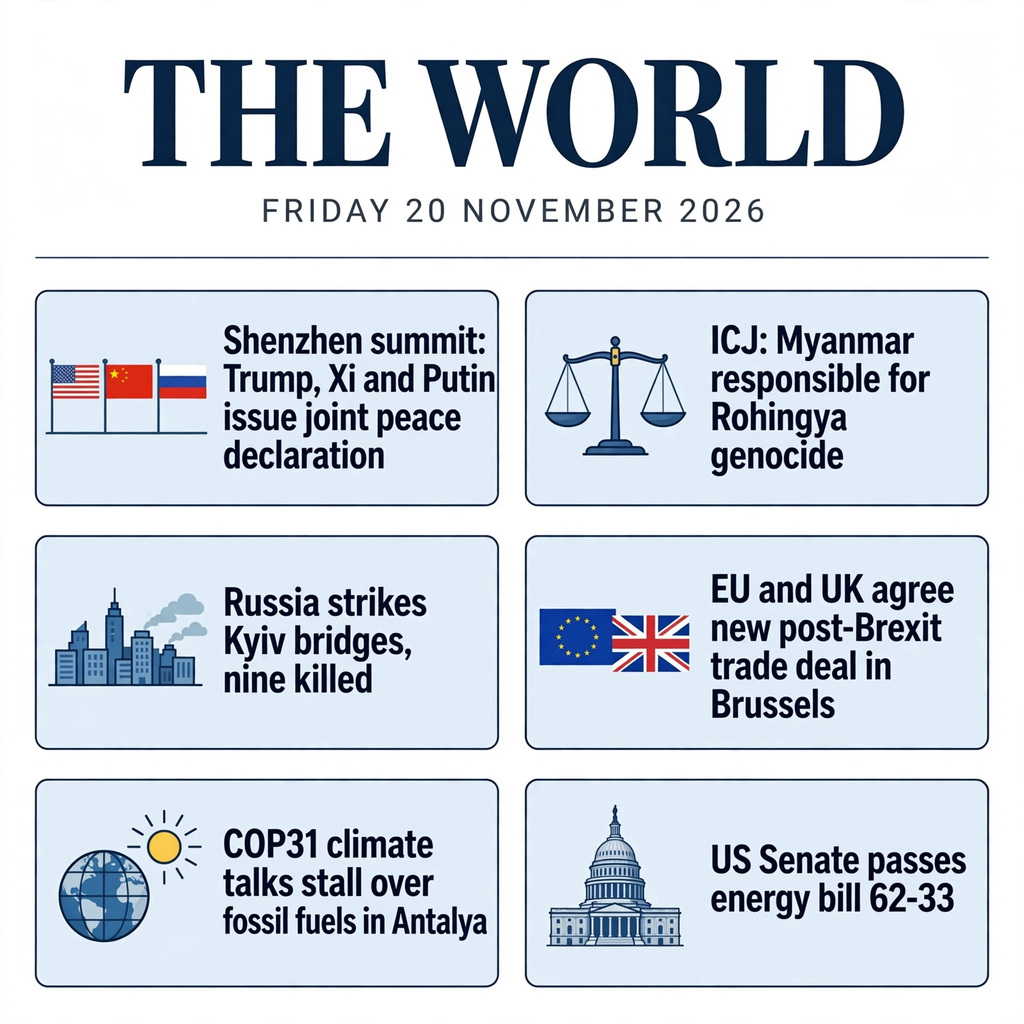 THE WORLD
FRIDAY 20 NOVEMBER 2026
Shenzhen summit:
Trump, Xi and Putin
issue joint peace
declaration
ICJ: Myanmar
responsible for
Rohingya
genocide
Russia strikes
Kyiv bridges,
nine killed
EU and UK agree
new post-Brexit
trade deal in
Brussels
COP31 climate
talks stall over
fossil fuels in Antalya
US Senate passes
energy bill 62-33